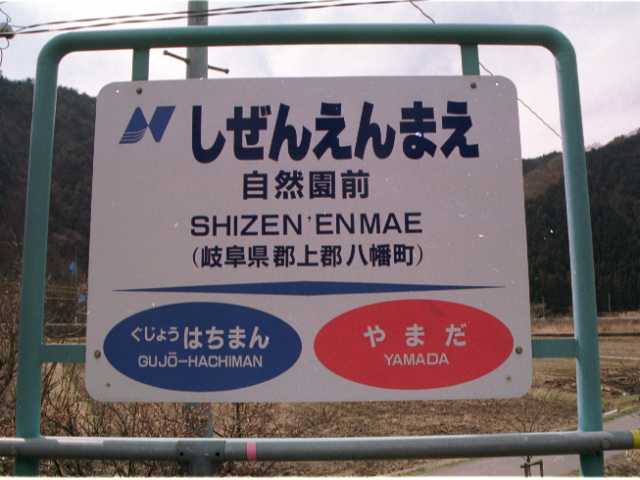 しぜんえんまえ
自然園前
SHIZEN'ENMAE
(岐阜県郡上郡八幡町)
ぐじょうはちまん
GUJŌ-HACHIMAN
やまだ
YAMADA